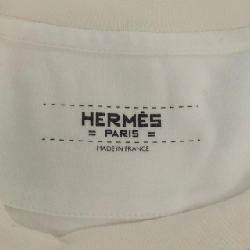 HERMÈS
= PARIS =
MADE IN FRANCE